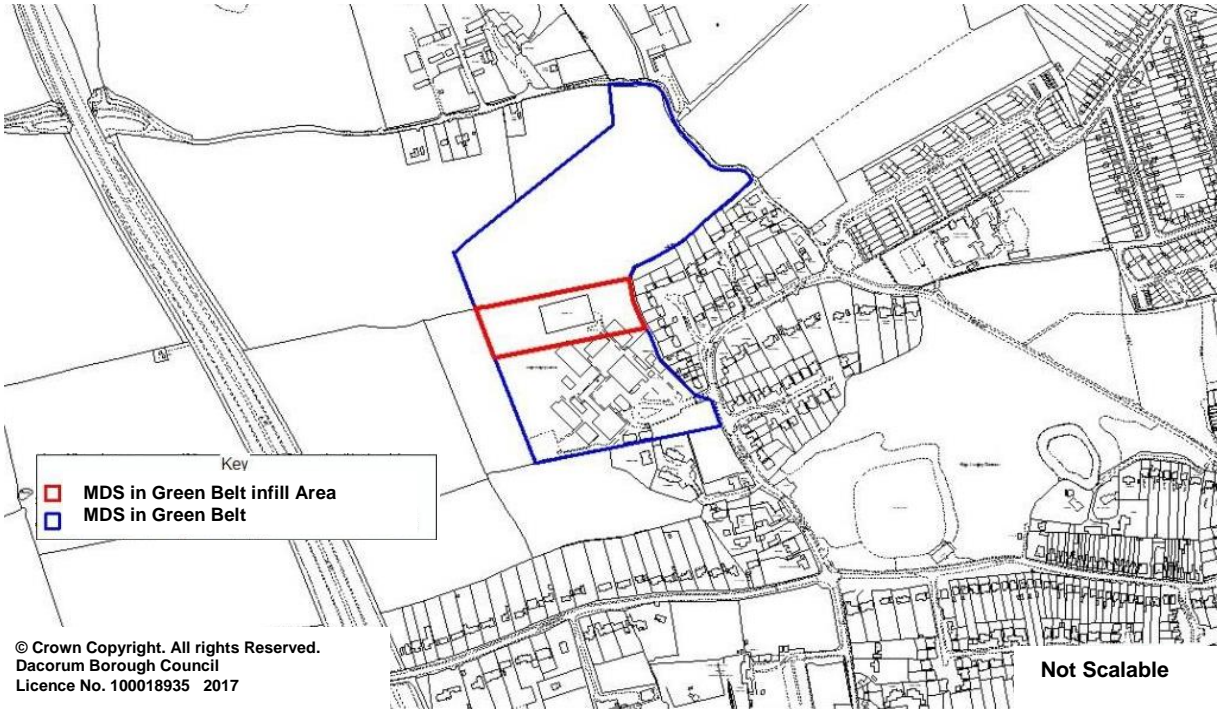 Key
MDS in Green Belt infill Area
MDS in Green Belt
© Crown Copyright. All rights Reserved.
Dacorum Borough Council
Licence No. 100018935 2017
Not Scalable